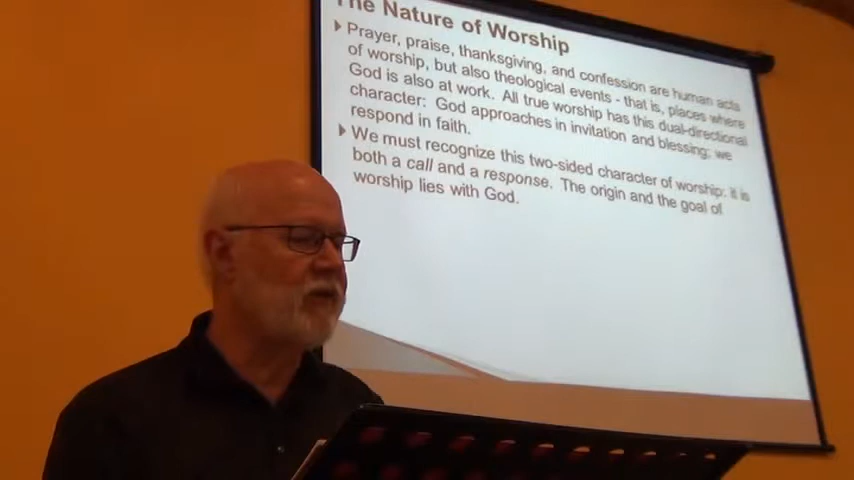 The Nature of Worship
Prayer, praise, thanksgiving, and confession are human acts
of worship, but also theological events - that is, places where
God is also at work. All true worship has this dual-directional
character: God approaches in invitation and blessing; we
respond in faith.
We must recognize this two-sided character of worship: it is
both a call and a response. The origin and the goal of
worship lies with God.